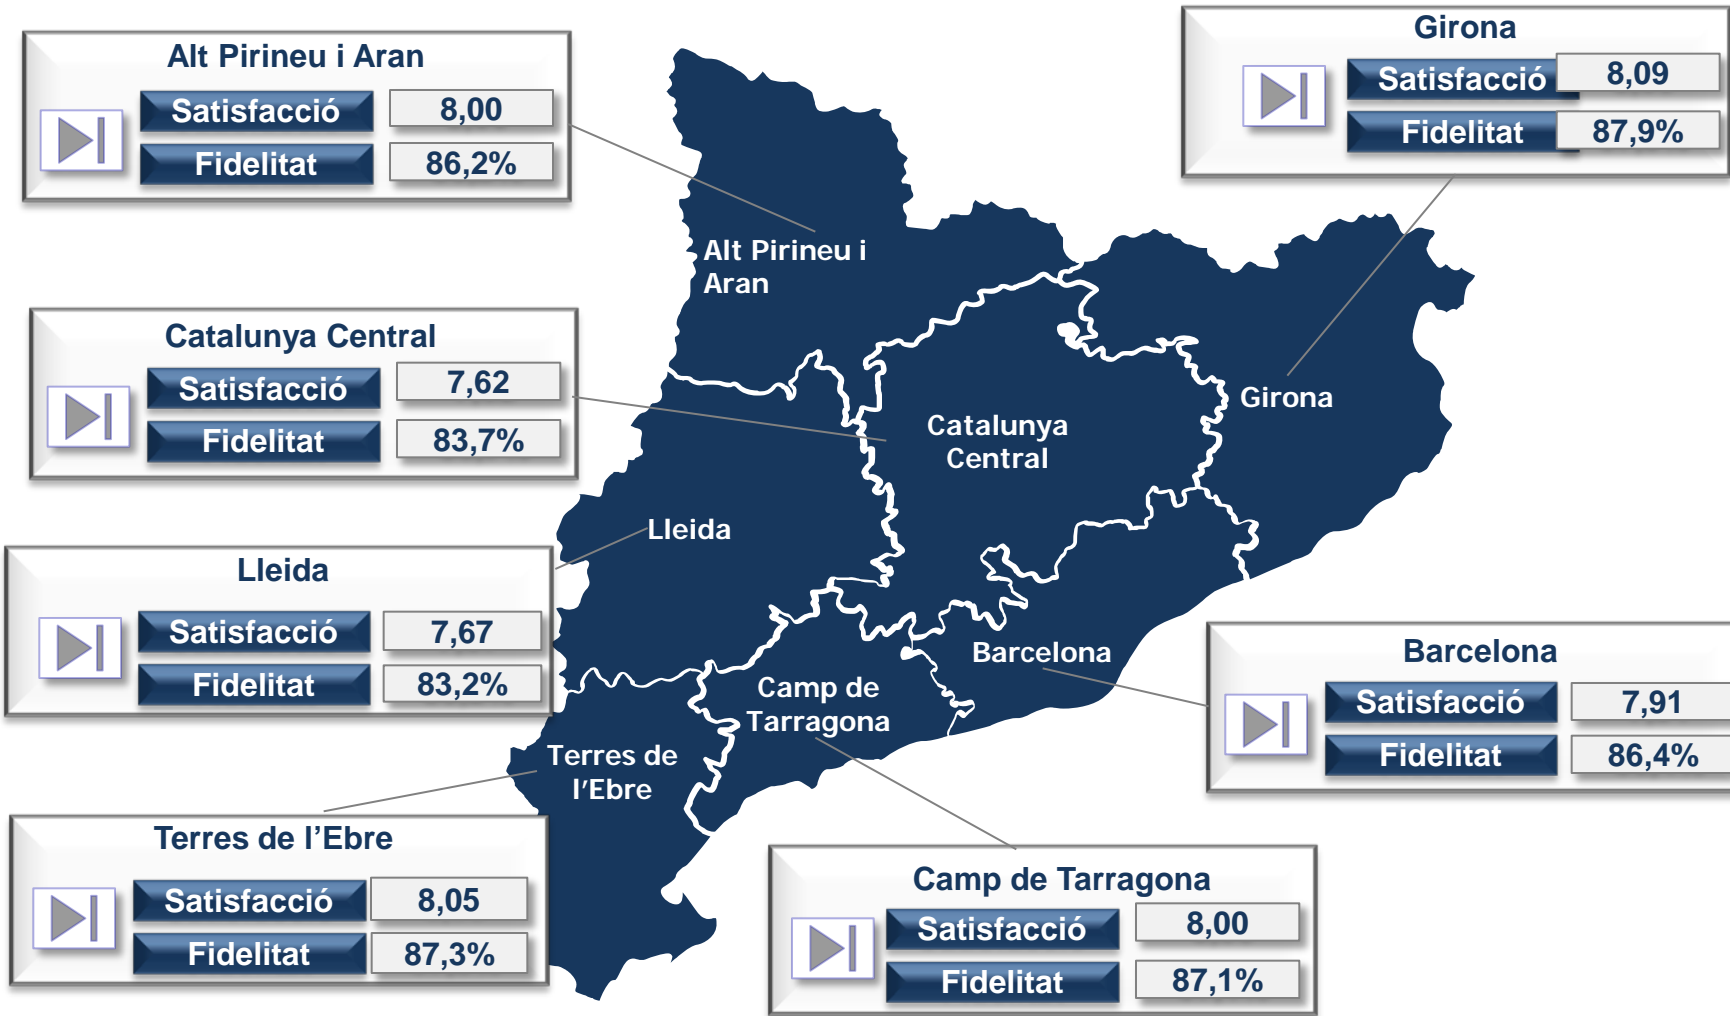 Alt Pirineu i Aran
Satisfacció 8,00
Fidelitat 86,2%
Girona
Satisfacció 8,09
Fidelitat 87,9%
Alt Pirineu i
Aran
Catalunya Central
Satisfacció 7,62
Fidelitat 83,7%
Girona
Catalunya
Central
Lleida
Lleida
Satisfacció 7,67
Fidelitat 83,2%
Barcelona
Barcelona
Satisfacció 7,91
Fidelitat 86,4%
Camp de
Tarragona
Terres de
l'Ebre
Terres de l’Ebre
Satisfacció 8,05
Fidelitat 87,3%
Camp de Tarragona
Satisfacció 8,00
Fidelitat 87,1%